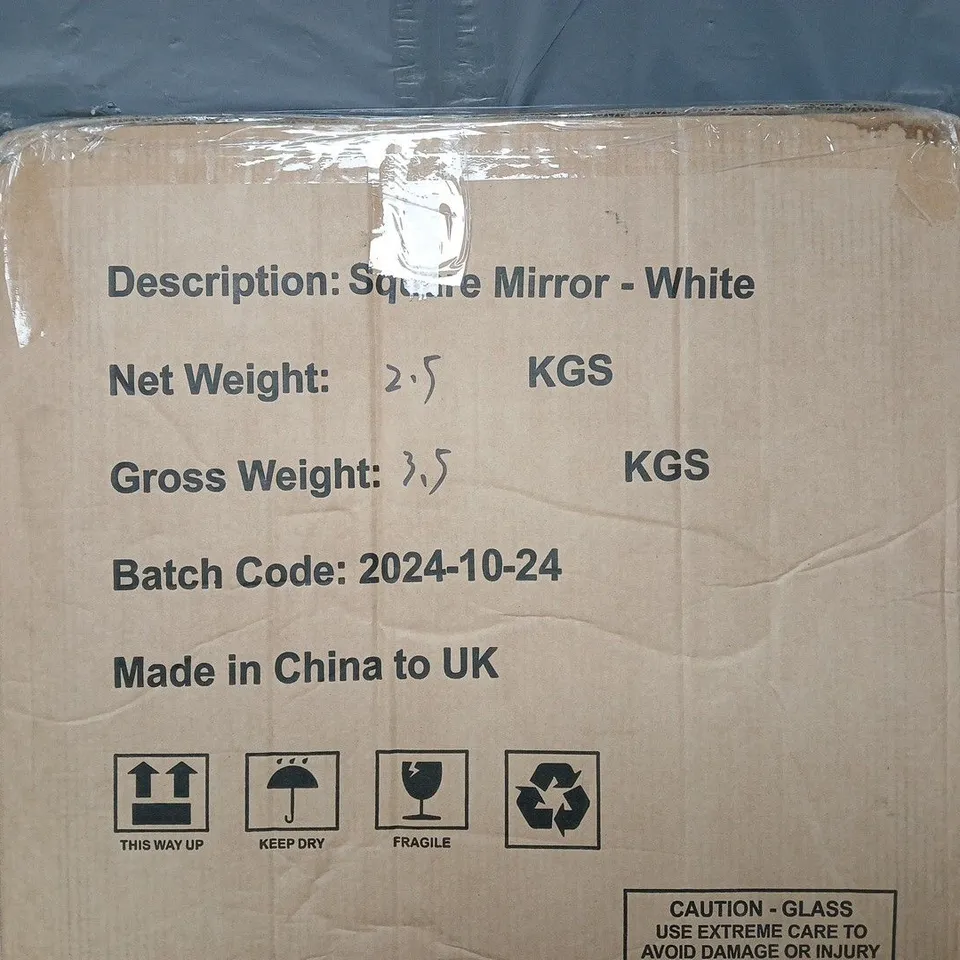 Description: Square Mirror - White
Net Weight: 2.5 KGS
Gross Weight: 3.5 KGS
Batch Code: 2024-10-24
Made in China to UK
THIS WAY UP KEEP DRY FRAGILE
CAUTION - GLASS
USE EXTREME CARE TO
AVOID DAMAGE OR INJURY